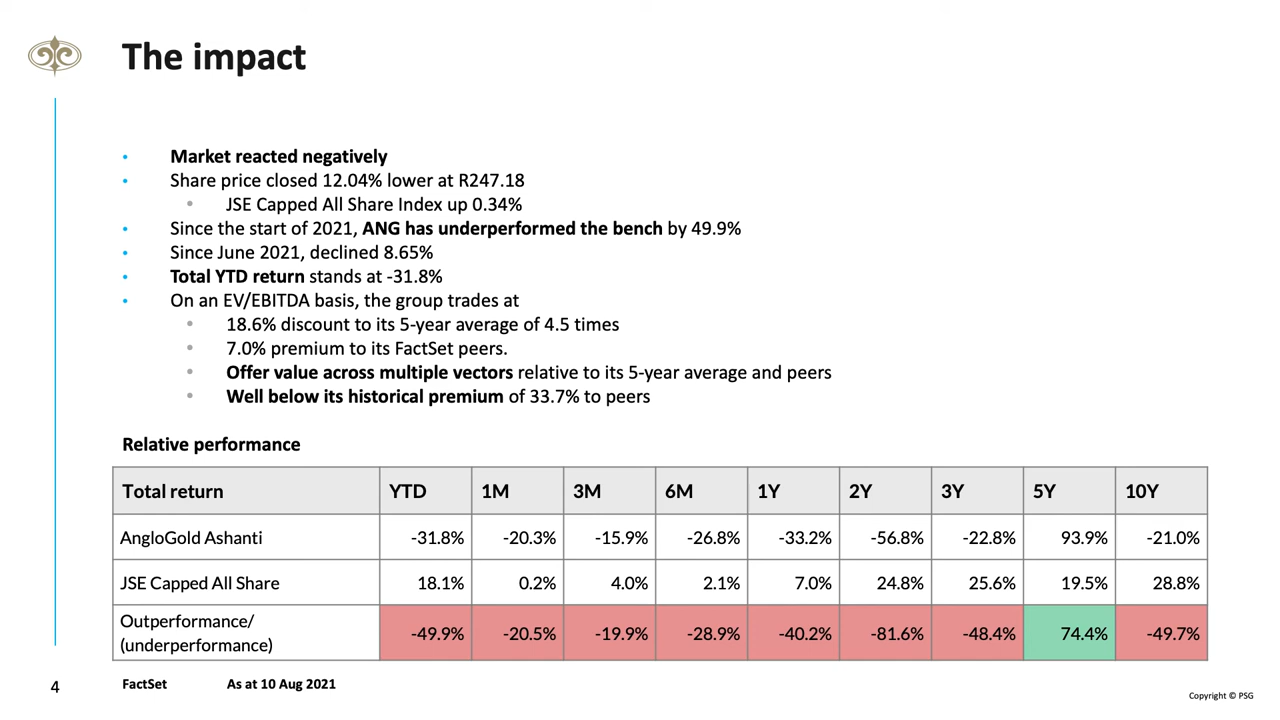 The impact
• Market reacted negatively
• Share price closed 12.04% lower at R247.18
• JSE Capped All Share Index up 0.34%
• Since the start of 2021, ANG has underperformed the bench by 49.9%
• Since June 2021, declined 8.65%
• Total YTD return stands at -31.8%
• On an EV/EBITDA basis, the group trades at
• 18.6% discount to its 5-year average of 4.5 times
• 7.0% premium to its FactSet peers.
• Offer value across multiple vectors relative to its 5-year average and peers
• Well below its historical premium of 33.7% to peers
Relative performance
Total return YTD 1M 3M 6M 1Y 2Y 3Y 5Y 10Y
AngloGold Ashanti -31.8% -20.3% -15.9% -26.8% -33.2% -56.8% -22.8% 93.9% -21.0%
JSE Capped All Share 18.1% 0.2% 4.0% 2.1% 7.0% 24.8% 25.6% 19.5% 28.8%
Outperformance/
(underperformance) -49.9% -20.5% -19.9% -28.9% -40.2% -81.6% -48.4% 74.4% -49.7%
4 FactSet As at 10 Aug 2021
Copyright © PSG